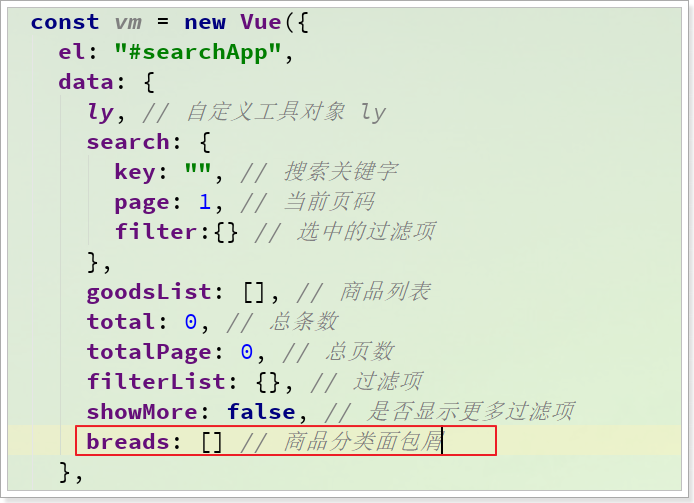 const vm = new Vue({
el: "#searchApp",
data: {
ly, // 自定义工具对象 ly
search: {
key: "", // 搜索关键字
page: 1, // 当前页码
filter:{} // 选中的过滤项
},
goodsList: [], // 商品列表
total: 0, // 总条数
totalPage: 0, // 总页数
filterList: {}, // 过滤项
showMore: false, // 是否显示更多过滤项
breads: [] // 商品分类面包屑
},